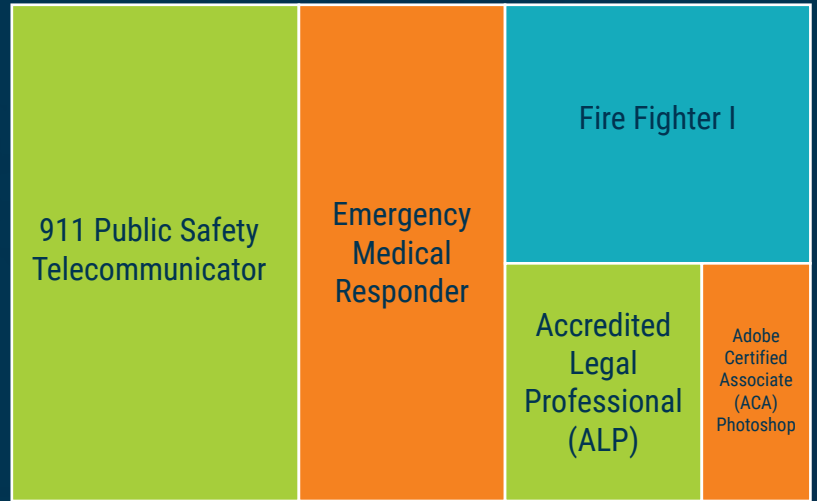 911 Public Safety
Telecommunicator
Emergency
Medical
Responder
Fire Fighter I
Accredited
Legal
Professional
(ALP)
Adobe
Certified
Associate
(ACA)
Photoshop